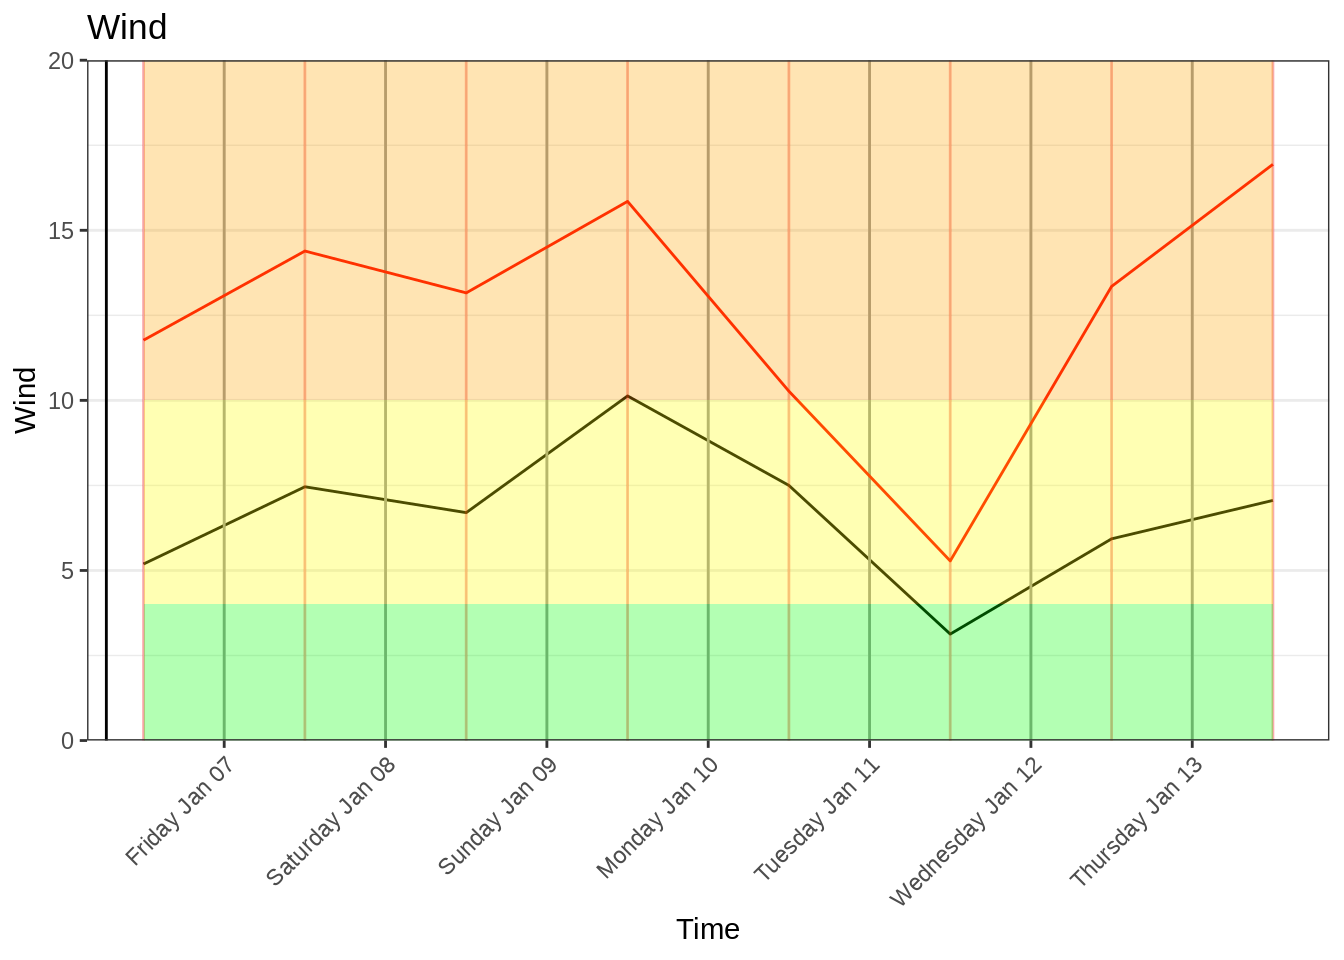 Wind
20
15
10
5
0
Wind
Friday Jan 07
Saturday Jan 08
Sunday Jan 09
Monday Jan 10
Tuesday Jan 11
Wednesday Jan 12
Thursday Jan 13
Time